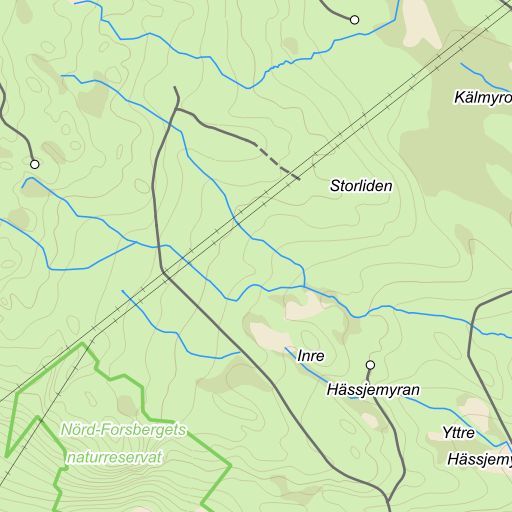 Kälmyro
Storliden
Inre
Hässjemyran
Nörd-Forsbergets
naturreservat
Yttre
Hässjemy